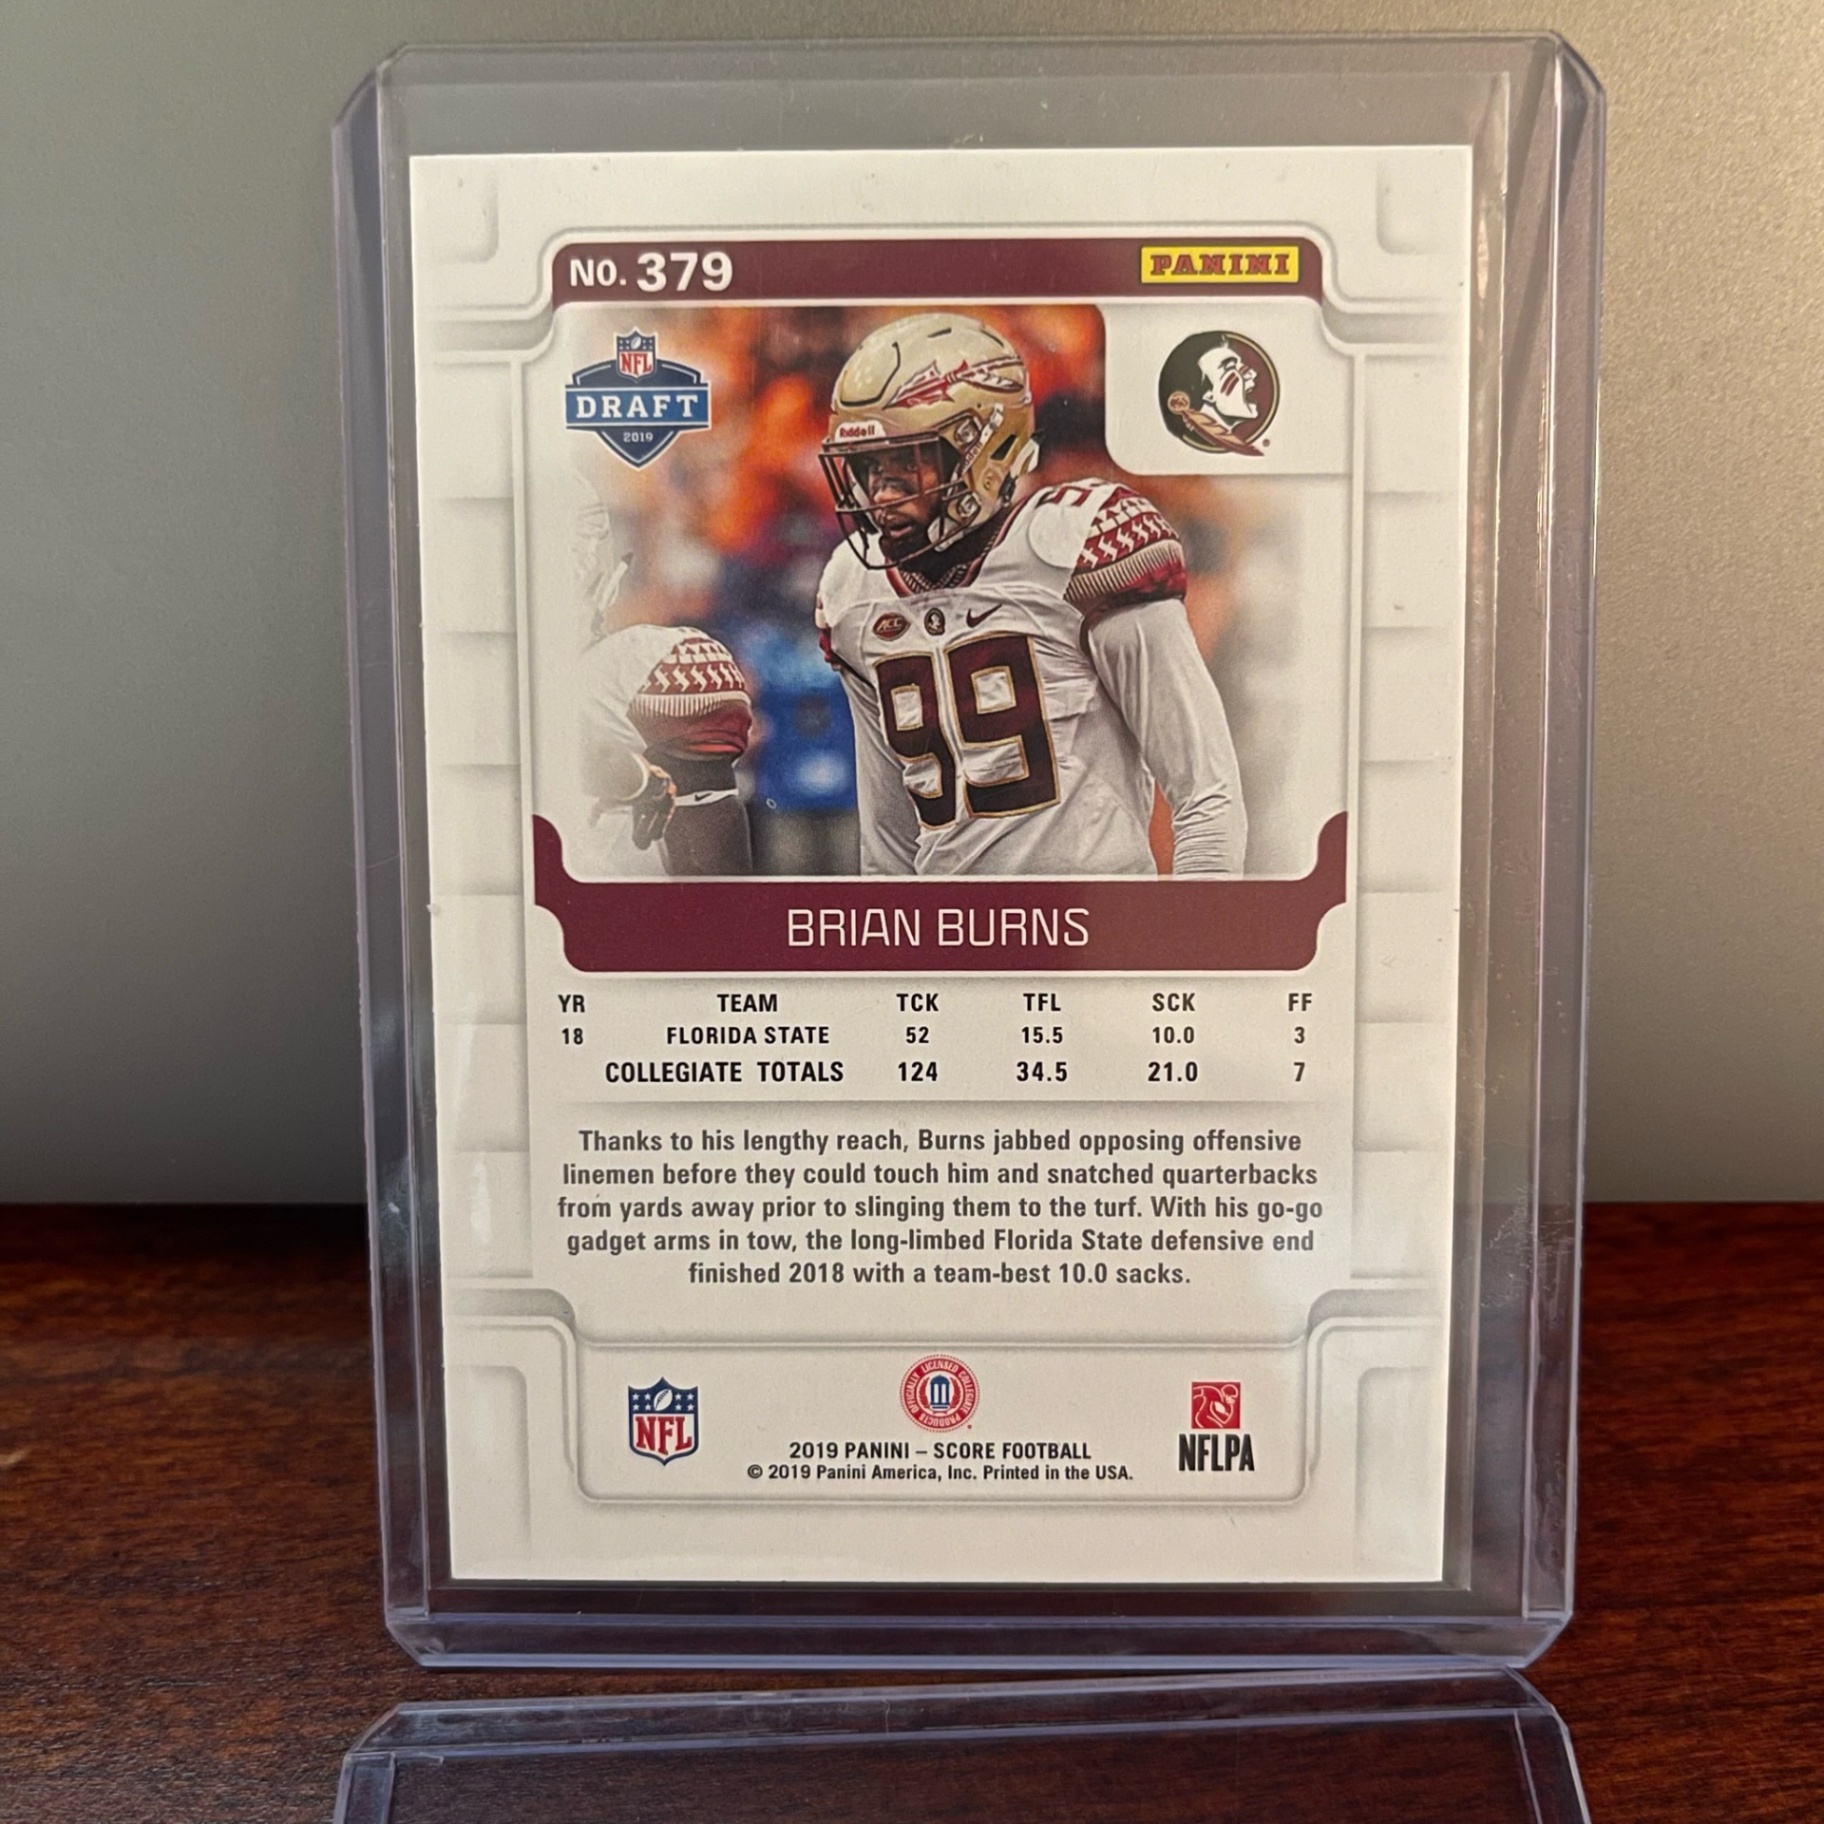 NO. 379
PANINI
NFL
DRAFT
2019
Riddell
ACC
99
BRIAN BURNS
YR TEAM TCK TFL SCK FF
18 FLORIDA STATE 52 15.5 10.0 3
COLLEGIATE TOTALS 124 34.5 21.0 7
Thanks to his lengthy reach, Burns jabbed opposing offensive
linemen before they could touch him and snatched quarterbacks
from yards away prior to slinging them to the turf. With his go-go
gadget arms in tow, the long-limbed Florida State defensive end
finished 2018 with a team-best 10.0 sacks.
NFL
OFFICIALLY LICENSED COLLEGIATE PRODUCTS
NFLPA
2019 PANINI – SCORE FOOTBALL
© 2019 Panini America, Inc. Printed in the USA.